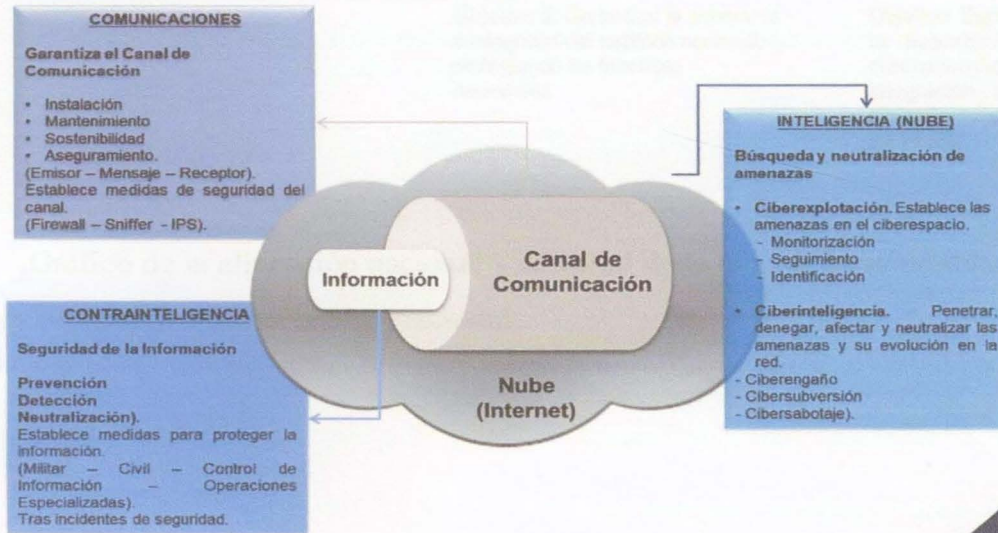 COMUNICACIONES
Garantiza el Canal de
Comunicación
• Instalación
• Mantenimiento
• Sostenibilidad
• Aseguramiento.
(Emisor – Mensaje – Receptor).
Establece medidas de seguridad del
canal.
(Firewall – Sniffer - IPS).
INTELIGENCIA (NUBE)
Búsqueda y neutralización de
amenazas
• Ciberexplotación. Establece las
amenazas en el ciberespacio.
- Monitorización
- Seguimiento
- Identificación
• Ciberinteligencia. Penetrar,
denegar, afectar y neutralizar las
amenazas y su evolución en la
red.
- Ciberengaño
- Cibersubversión
- Cibersabotaje).
Información
Canal de
Comunicación
Nube
(Internet)
CONTRAINTELIGENCIA
Seguridad de la Información
Prevención
Detección
Neutralización).
Establece medidas para proteger la
información.
(Militar – Civil – Control de
Información – Operaciones
Especializadas).
Tras incidentes de seguridad.